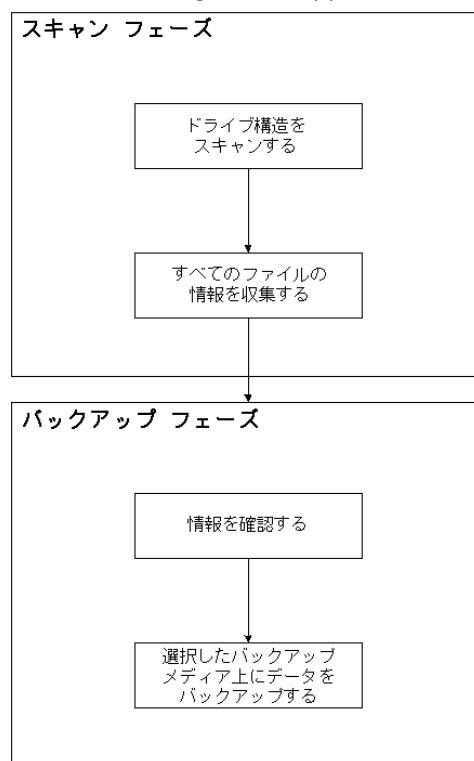 スキャン フェーズ
ドライブ構造を
スキャンする
すべてのファイルの
情報を収集する
バックアップ フェーズ
情報を確認する
選択したバックアップ
メディア上にデータを
バックアップする